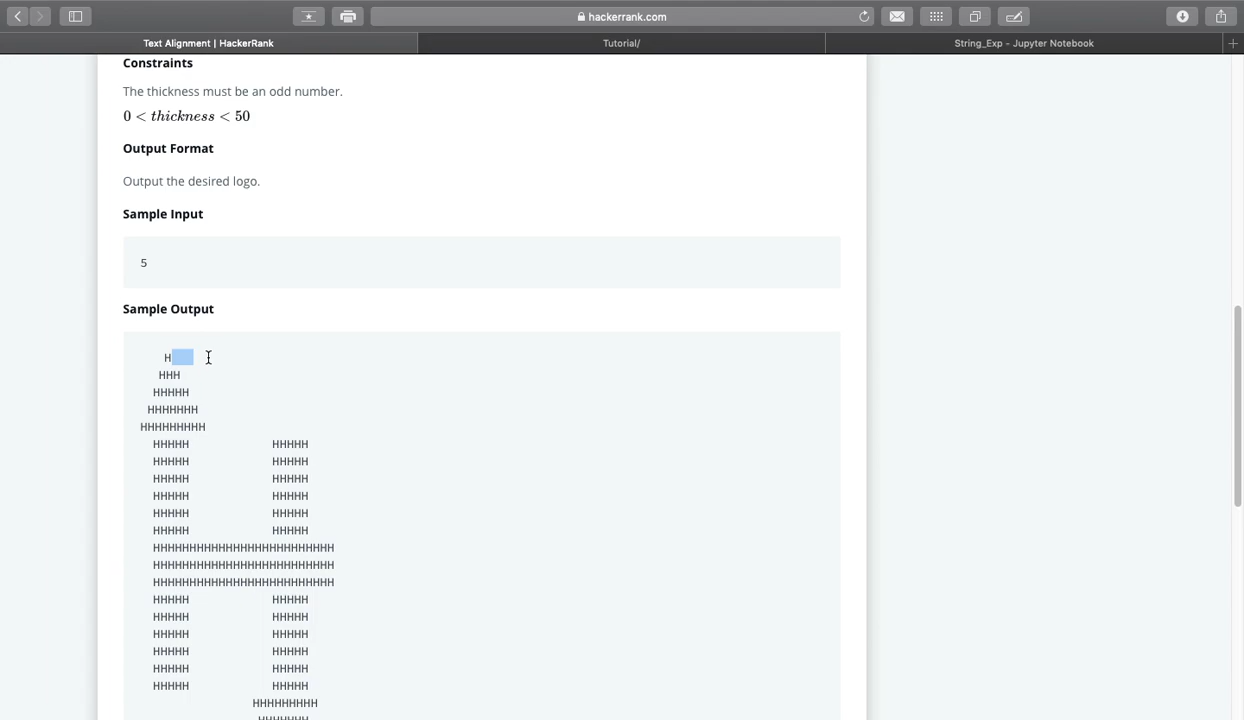 hackerrank.com
Text Alignment | HackerRank
Tutorial/
String_Exp - Jupyter Notebook
Constraints
The thickness must be an odd number.
0 < thickness < 50
Output Format
Output the desired logo.
Sample Input
5
Sample Output
H
HHH
HHHHH
HHHHHHH
HHHHHHHHH
HHHHH HHHHH
HHHHH HHHHH
HHHHH HHHHH
HHHHH HHHHH
HHHHH HHHHH
HHHHH HHHHH
HHHHHHHHHHHHHHHHHHHHHHHHH
HHHHHHHHHHHHHHHHHHHHHHHHH
HHHHHHHHHHHHHHHHHHHHHHHHH
HHHHH HHHHH
HHHHH HHHHH
HHHHH HHHHH
HHHHH HHHHH
HHHHH HHHHH
HHHHH HHHHH
HHHHHHHHH
HHHHHHH